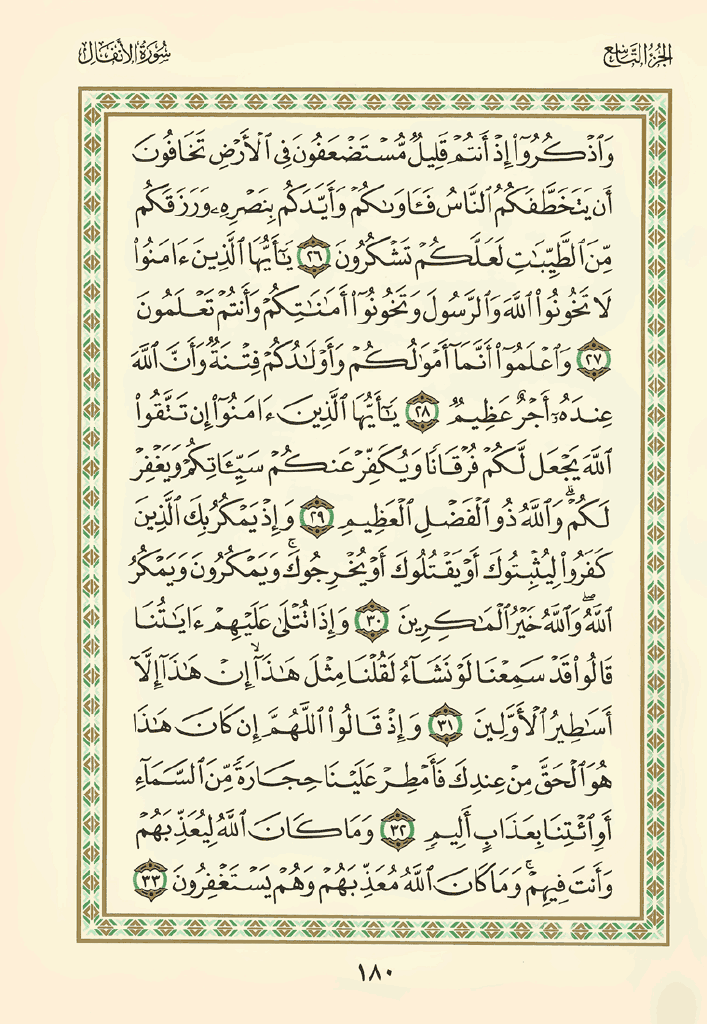 الجزء التاسع
سورة الأنفال
وَٱذْكُرُوٓا۟ إِذْ أَنتُمْ قَلِيلٌ مُّسْتَضْعَفُونَ فِى ٱلْأَرْضِ تَخَافُونَ
أَن يَتَخَطَّفَكُمُ ٱلنَّاسُ فَـَٔاوَىٰكُمْ وَأَيَّدَكُم بِنَصْرِهِۦ وَرَزَقَكُم
مِّنَ ٱلطَّيِّبَـٰتِ لَعَلَّكُمْ تَشْكُرُونَ ٢٦ يَـٰٓأَيُّهَا ٱلَّذِينَ ءَامَنُوا۟
لَا تَخُونُوا۟ ٱللَّهَ وَٱلرَّسُولَ وَتَخُونُوٓا۟ أَمَـٰنَـٰتِكُمْ وَأَنتُمْ تَعْلَمُونَ
٢٧ وَٱعْلَمُوٓا۟ أَنَّمَآ أَمْوَٰلُكُمْ وَأَوْلَـٰدُكُمْ فِتْنَةٌ وَأَنَّ ٱللَّهَ
عِندَهُۥٓ أَجْرٌ عَظِيمٌ ٢٨ يَـٰٓأَيُّهَا ٱلَّذِينَ ءَامَنُوٓا۟ إِن تَتَّقُوا۟
ٱللَّهَ يَجْعَل لَّكُمْ فُرْقَانًا وَيُكَفِّرْ عَنكُمْ سَيِّـَٔاتِكُمْ وَيَغْفِرْ
لَكُمْ ۗ وَٱللَّهُ ذُو ٱلْفَضْلِ ٱلْعَظِيمِ ٢٩ وَإِذْ يَمْكُرُ بِكَ ٱلَّذِينَ
كَفَرُوا۟ لِيُثْبِتُوكَ أَوْ يَقْتُلُوكَ أَوْ يُخْرِجُوكَ ۚ وَيَمْكُرُونَ وَيَمْكُرُ
ٱللَّهُ ۖ وَٱللَّهُ خَيْرُ ٱلْمَـٰكِرِينَ ٣٠ وَإِذَا تُتْلَىٰ عَلَيْهِمْ ءَايَـٰتُنَا
قَالُوا۟ قَدْ سَمِعْنَا لَوْ نَشَآءُ لَقُلْنَا مِثْلَ هَـٰذَآ ۙ إِنْ هَـٰذَآ إِلَّآ
أَسَـٰطِيرُ ٱلْأَوَّلِينَ ٣١ وَإِذْ قَالُوا۟ ٱللَّهُمَّ إِن كَانَ هَـٰذَا
هُوَ ٱلْحَقَّ مِنْ عِندِكَ فَأَمْطِرْ عَلَيْنَا حِجَارَةً مِّنَ ٱلسَّمَآءِ
أَوِ ٱئْتِنَا بِعَذَابٍ أَلِيمٍ ٣٢ وَمَا كَانَ ٱللَّهُ لِيُعَذِّبَهُمْ
وَأَنتَ فِيهِمْ ۚ وَمَا كَانَ ٱللَّهُ مُعَذِّبَهُمْ وَهُمْ يَسْتَغْفِرُونَ ٣٣
١٨٠